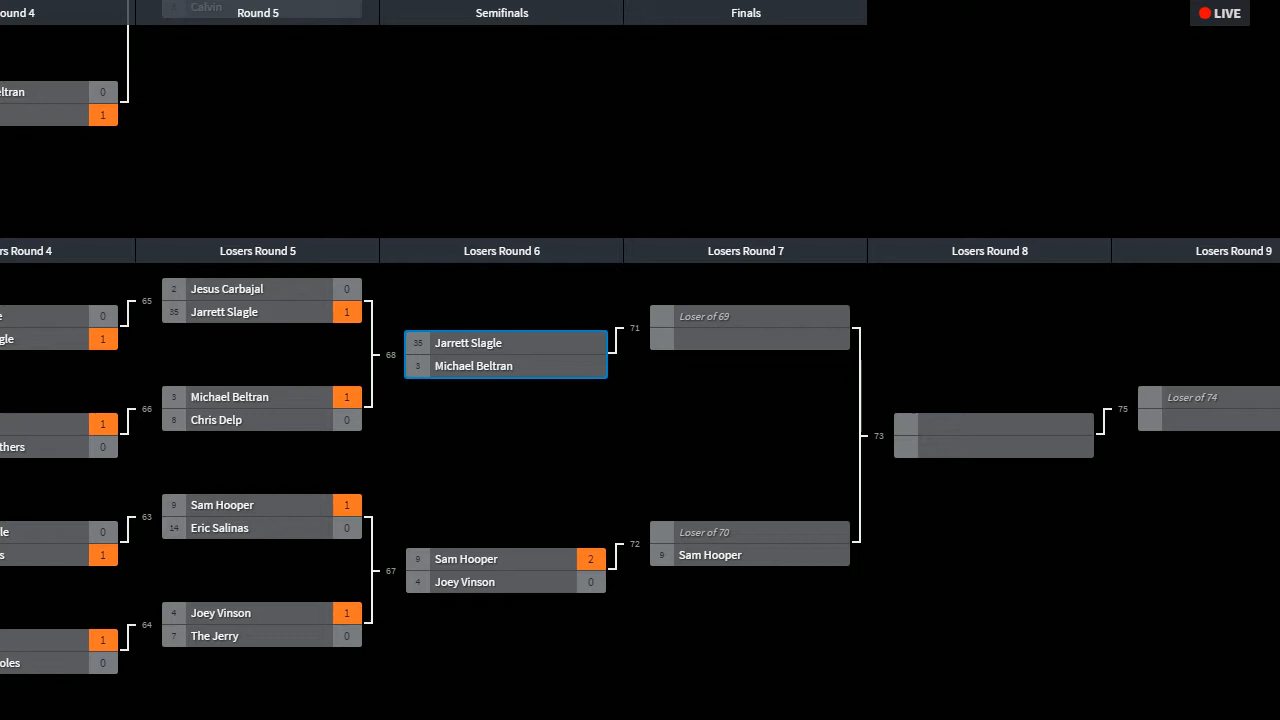 ound 4
Round 5
Semifinals
Finals
LIVE
Calvin
eltran 0
1
rs Round 4
Losers Round 5
Losers Round 6
Losers Round 7
Losers Round 8
Losers Round 9
e 0
gle 1
1
thers 0
le 0
s 1
1
oles 0
65
2 Jesus Carbajal 0
35 Jarrett Slagle 1
66
3 Michael Beltran 1
8 Chris Delp 0
63
9 Sam Hooper 1
14 Eric Salinas 0
64
4 Joey Vinson 1
7 The Jerry 0
68
35 Jarrett Slagle
3 Michael Beltran
67
9 Sam Hooper 2
4 Joey Vinson 0
71
Loser of 69
72
Loser of 70
9 Sam Hooper
73
75
Loser of 74